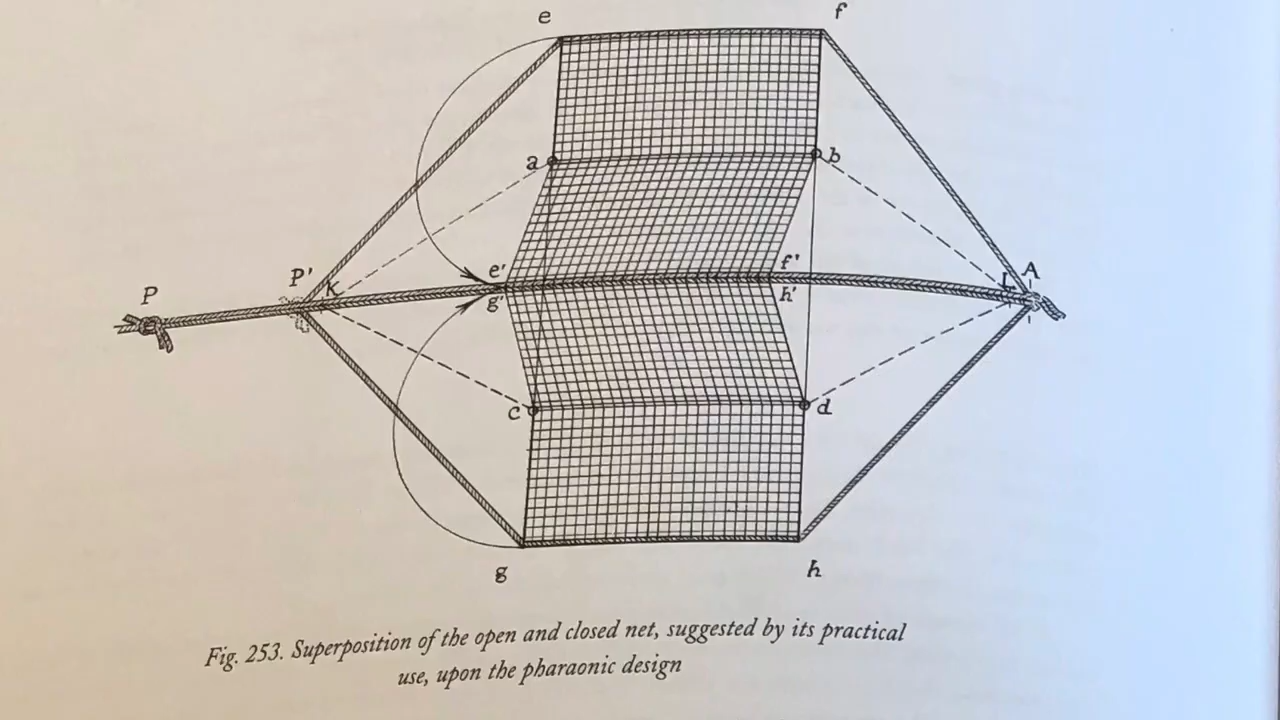 e f
a b
P' e' f' A
P K L
g' h'
c d
g h
Fig. 253. Superposition of the open and closed net, suggested by its practical
use, upon the pharaonic design